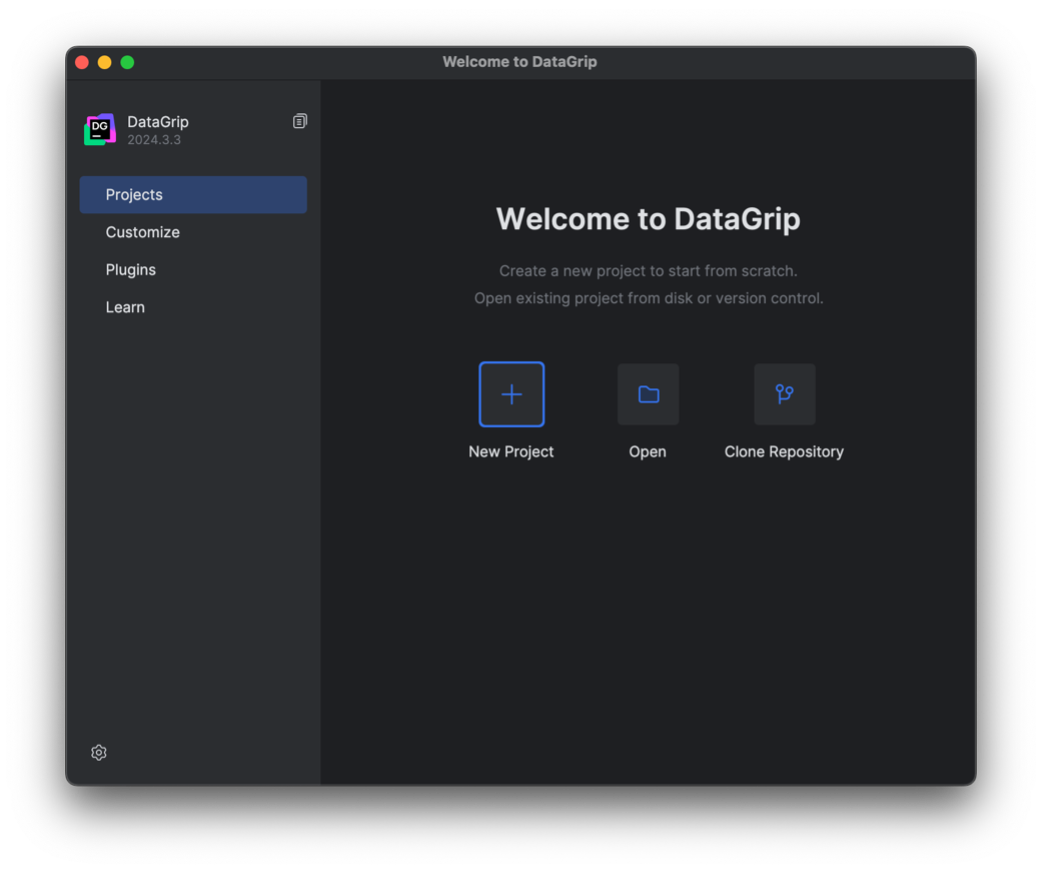 Welcome to DataGrip
DG
DataGrip
2024.3.3
Projects
Customize
Plugins
Learn
Welcome to DataGrip
Create a new project to start from scratch.
Open existing project from disk or version control.
New Project
Open
Clone Repository